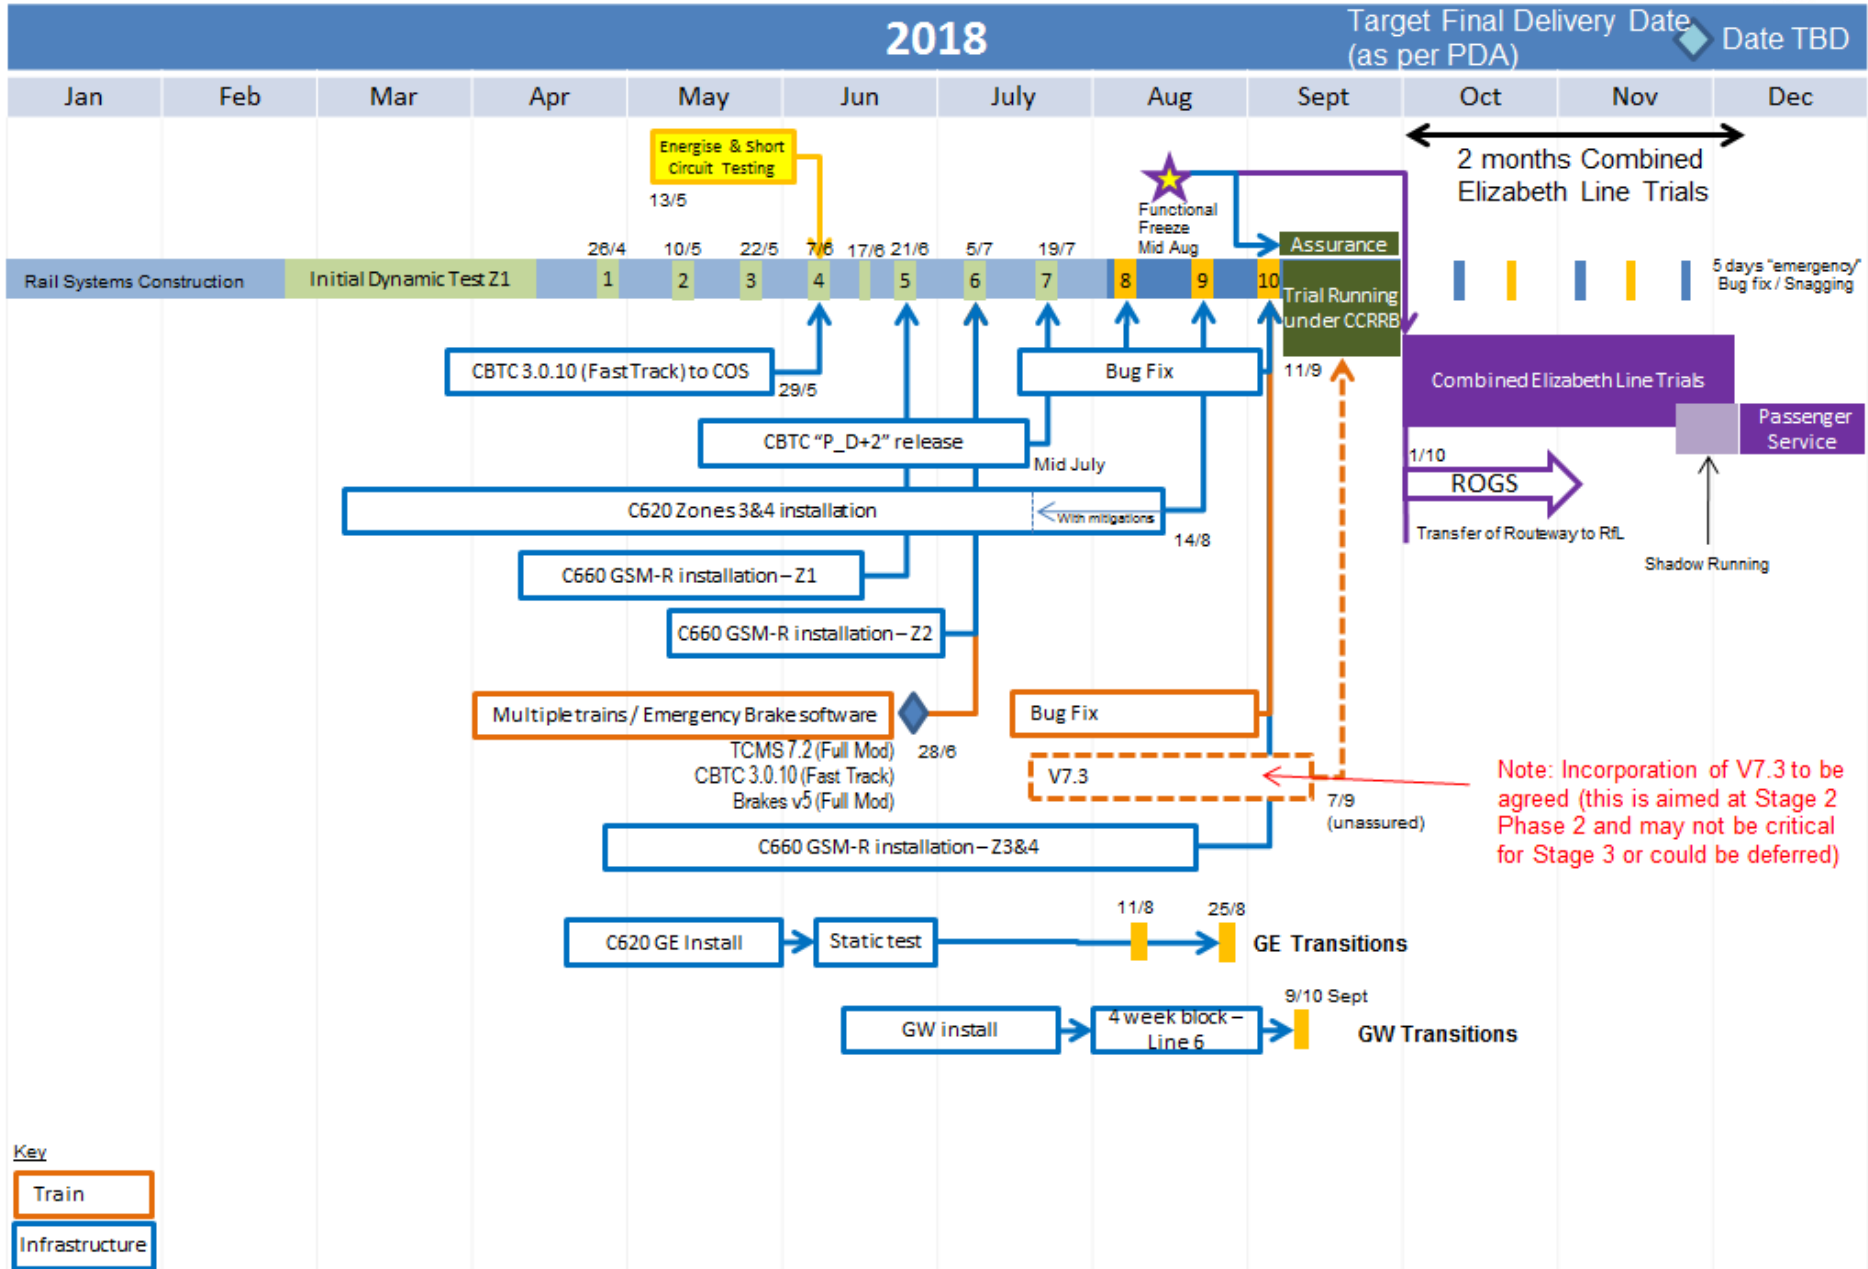 2018
Target Final Delivery Date
(as per PDA)
Date TBD
Jan
Feb
Mar
Apr
May
Jun
July
Aug
Sept
Oct
Nov
Dec
Energise & Short
Circuit Testing
13/5
2 months Combined
Elizabeth Line Trials
Functional
Freeze
Mid Aug
Assurance
26/4
10/5
22/5
7/6
17/6
21/6
5/7
19/7
Rail Systems Construction
Initial Dynamic Test Z1
1
2
3
4
5
6
7
8
9
10
Trial Running
under CCRRB
5 days "emergency"
Bug fix / Snagging
CBTC 3.0.10 (Fast Track) to COS
29/5
Bug Fix
11/9
Combined Elizabeth Line Trials
CBTC “P_D+2” release
Mid July
Passenger
Service
1/10
ROGS
Transfer of Routeway to RfL
Shadow Running
C620 Zones 3&4 installation
With mitigations
14/8
C660 GSM-R installation – Z1
C660 GSM-R installation – Z2
Multiple trains / Emergency Brake software
28/6
TCMS 7.2 (Full Mod)
CBTC 3.0.10 (Fast Track)
Brakes v5 (Full Mod)
Bug Fix
V7.3
7/9
(unassured)
Note: Incorporation of V7.3 to be
agreed (this is aimed at Stage 2
Phase 2 and may not be critical
for Stage 3 or could be deferred)
C660 GSM-R installation – Z3&4
11/8
25/8
C620 GE Install
Static test
GE Transitions
9/10 Sept
GW install
4 week block –
Line 6
GW Transitions
Key
Train
Infrastructure